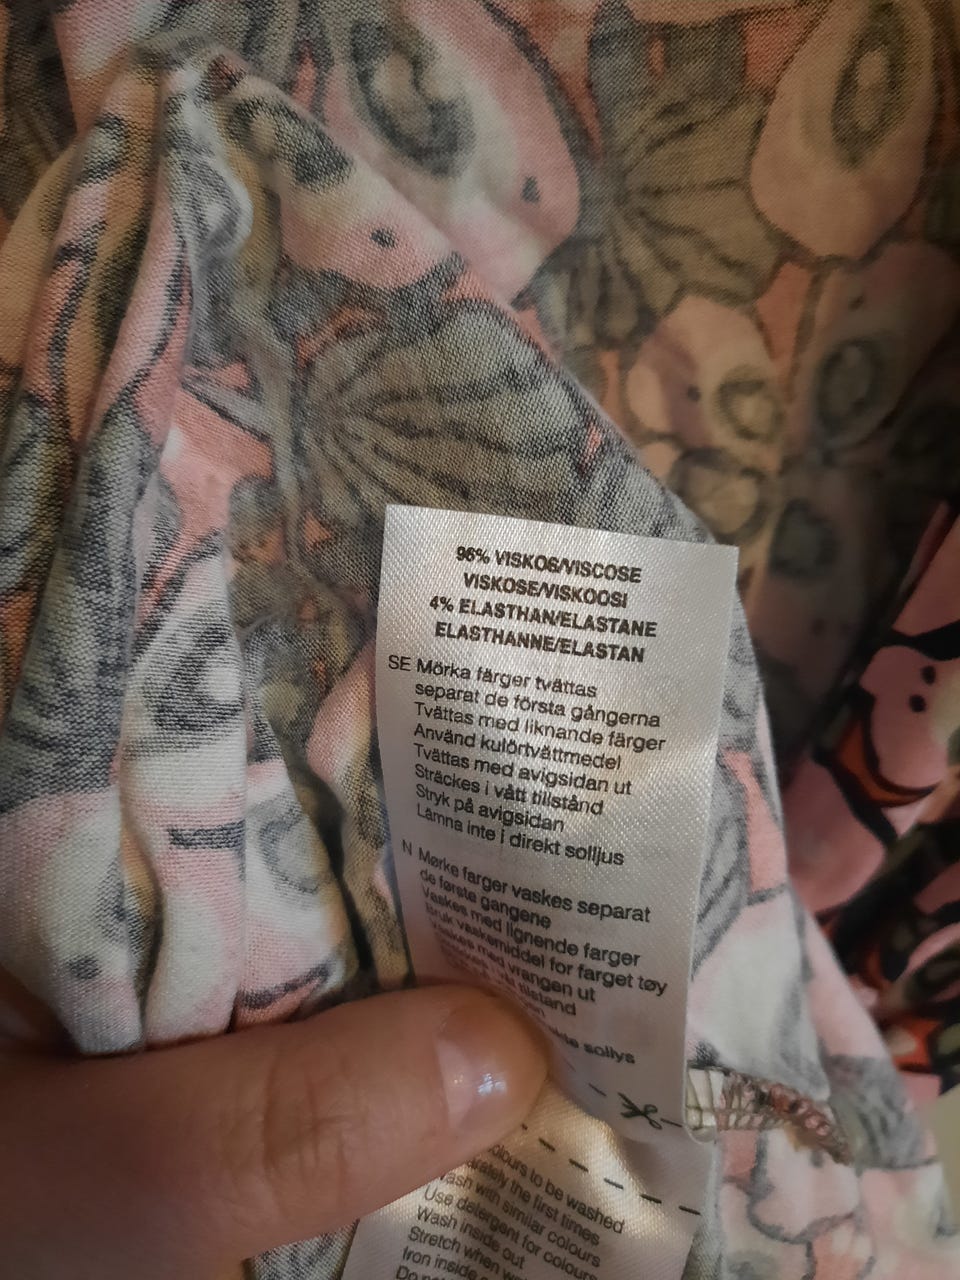 96% VISKOS/VISCOSE
VISKOSE/VISKOOSI
4% ELASTHAN/ELASTANE
ELASTHANNE/ELASTAN
SE Mörka färger tvättas
separat de första gångerna
Tvättas med liknande färger
Använd kulörtvättmedel
Tvättas med avigsidan ut
Sträckes i vått tillstånd
Stryk på avigsidan
Lämna inte i direkt solljus
N Mørke farger vaskes separat
de første gangene
Vaskes med lignende farger
Bruk vaskemiddel for farget tøy
Vaskes med vrangen ut
tilstand
sollys
colours to be washed
the first times
Wash with similar colours
Use detergent for colours
Wash inside out
Stretch when
Iron inside